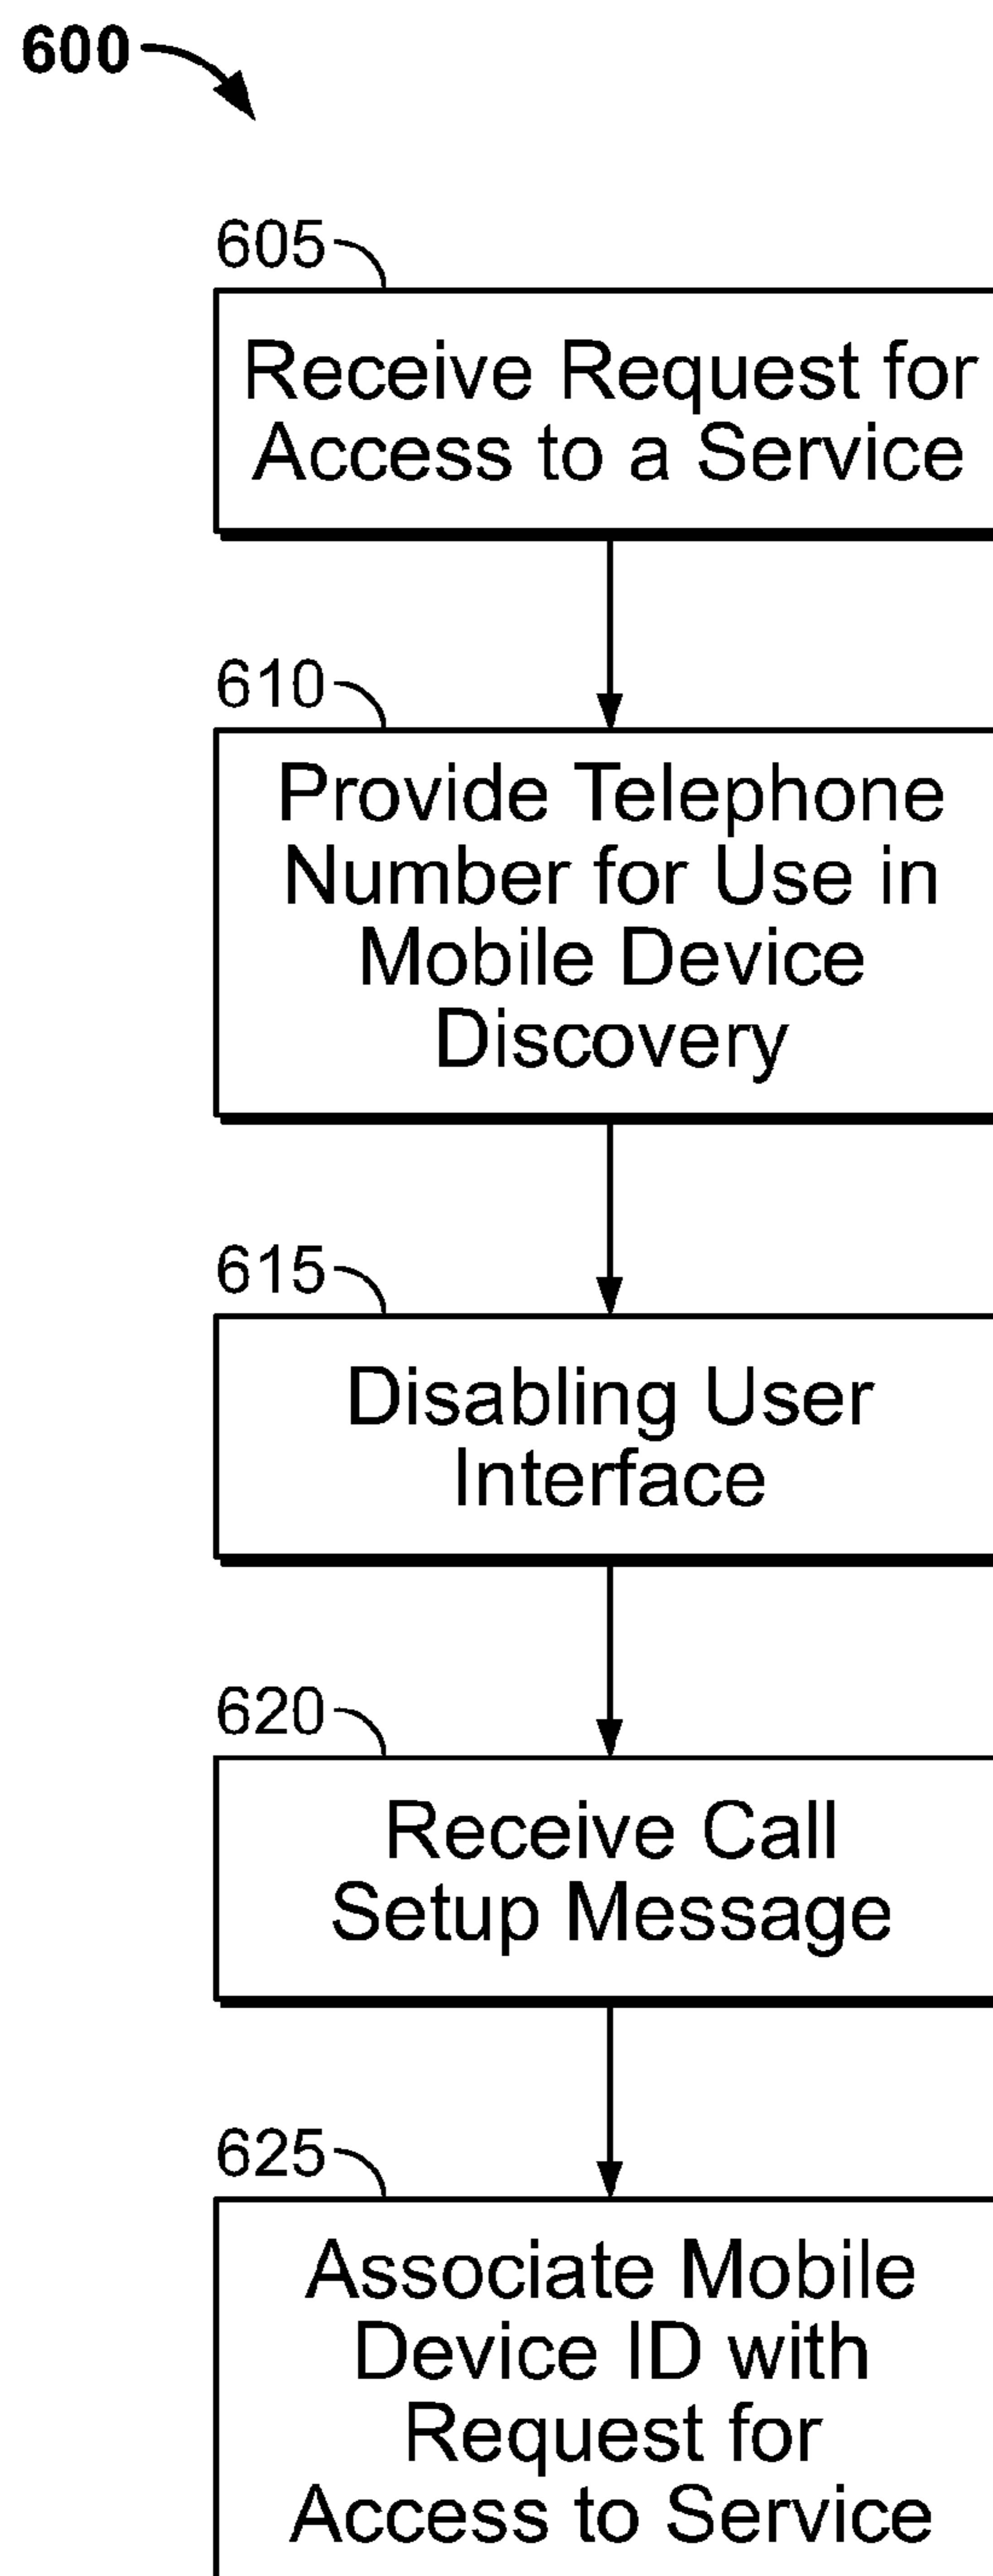 600
605
Receive Request for
Access to a Service
610
Provide Telephone
Number for Use in
Mobile Device
Discovery
615
Disabling User
Interface
620
Receive Call
Setup Message
625
Associate Mobile
Device ID with
Request for
Access to Service